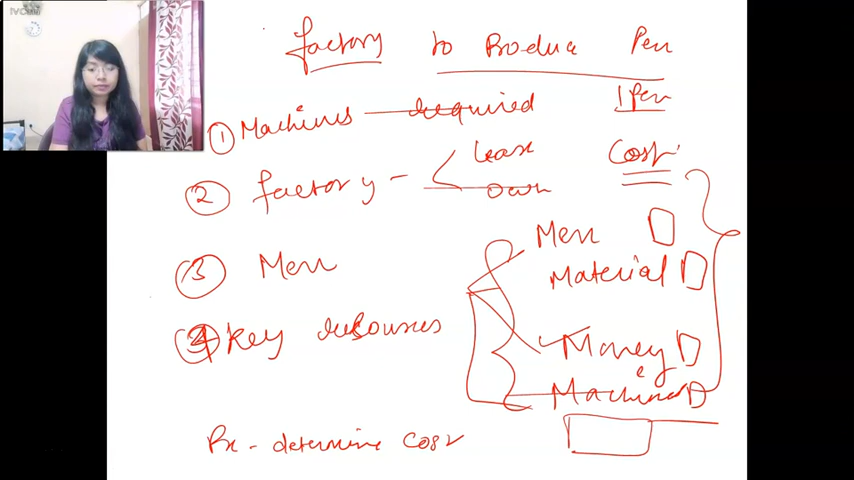 factory to Produce Pen
① Machines — required 1 Pen
② factory – Lease Cost
own
③ Men
Men
Material
④ Key resources
Money
Machine
Pre - determine cost